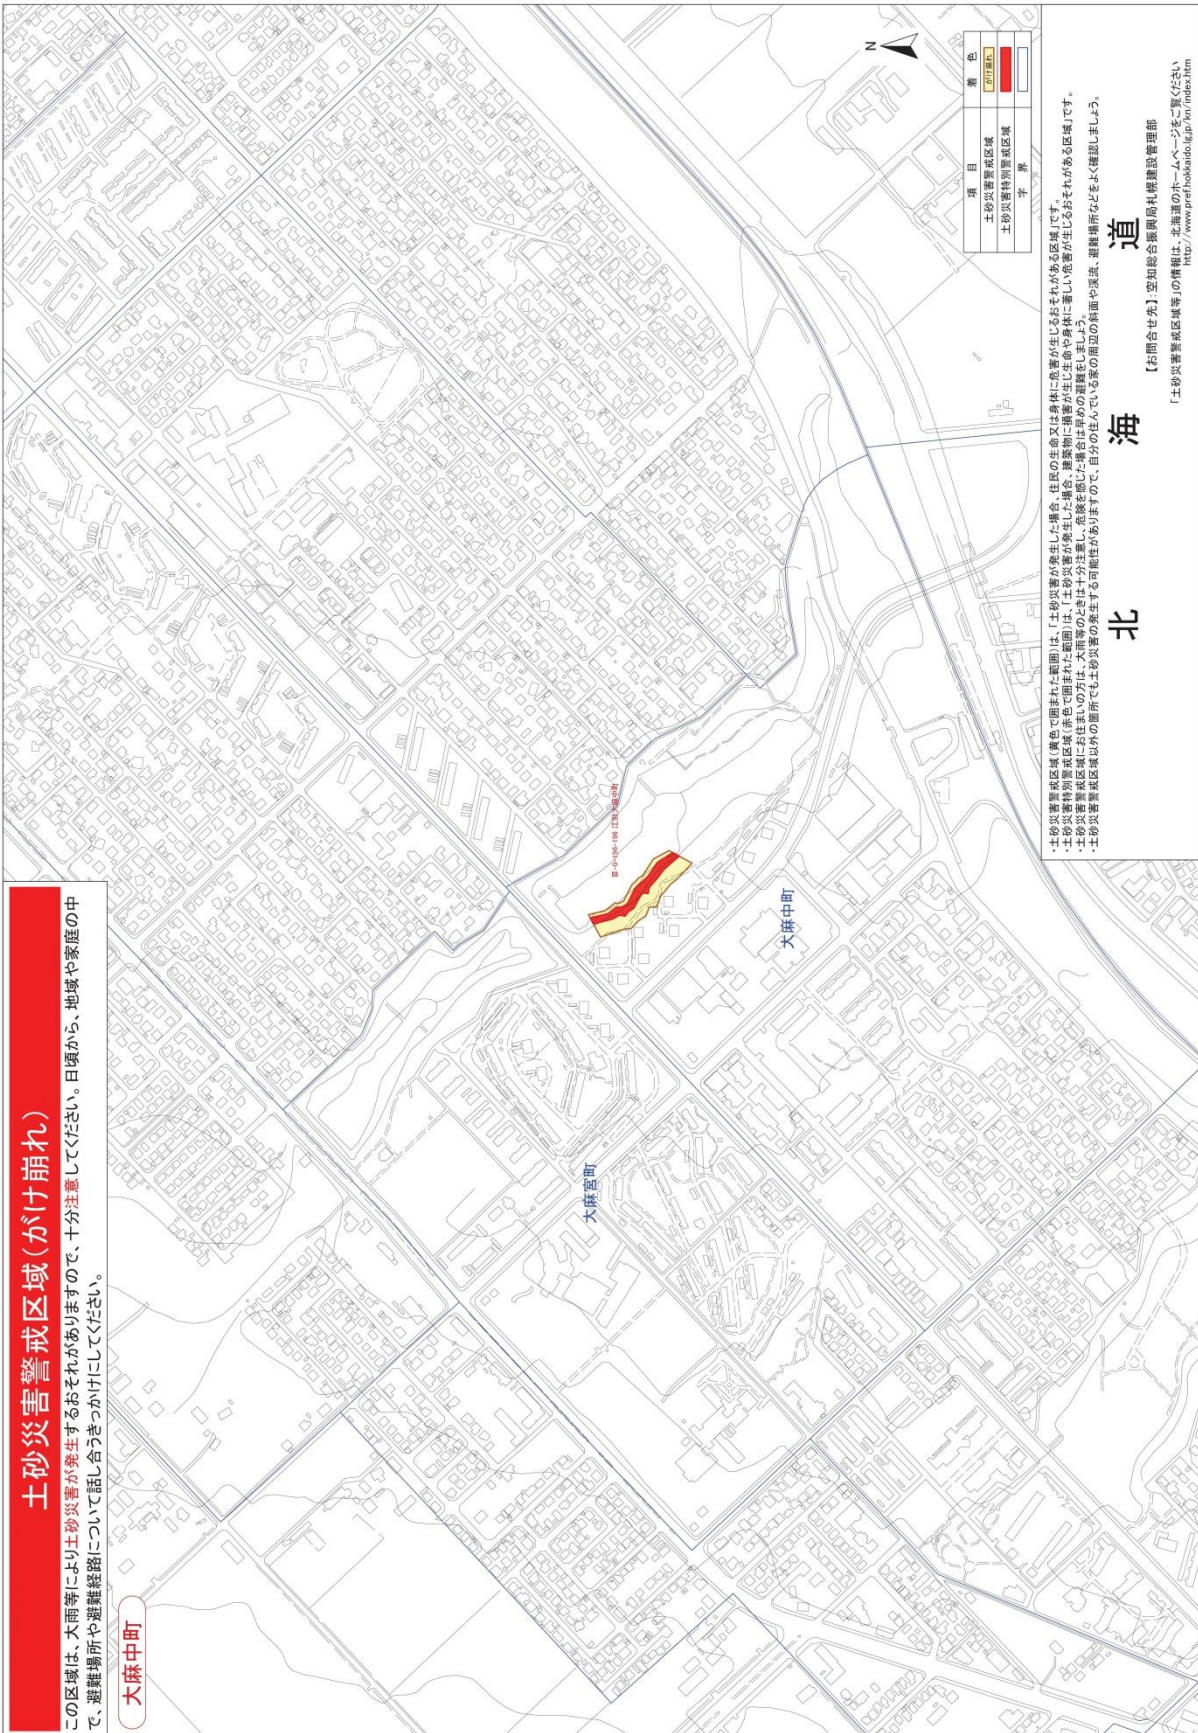 土砂災害警戒区域(がけ崩れ)
この区域は、大雨等により土砂災害が発生するおそれがありますので、十分注意してください。日頃から、地域や家庭の中
で、避難場所や避難経路について話し合うきっかけにしてください。
大麻中町
大麻宮町
大麻中町
N
項 目 着 色
土砂災害警戒区域 がけ崩れ
土砂災害特別警戒区域
字 界
・土砂災害警戒区域(黄色で囲まれた範囲)は、「土砂災害が発生した場合、住民の生命又は身体に危害が生じるおそれがある区域」です。
・土砂災害特別警戒区域(赤色で囲まれた範囲)は、「土砂災害が発生した場合、建築物に損害が生じ生命や身体に著しい危害が生じるおそれがある区域」です。
・土砂災害警戒区域にお住まいの方は、大雨等のときは十分注意し、危険を感じた場合は早めの避難をしましょう。
・土砂災害警戒区域以外の箇所でも土砂災害の発生する可能性がありますので、自分の住んでいる家の周辺の斜面や渓流、避難場所などをよく確認しましょう。
北 海 道
【お問合せ先】:空知総合振興局札幌建設管理部
「土砂災害警戒区域等」の情報は、北海道のホームページをご覧ください
http://www.pref.hokkaido.lg.jp/kn/index.htm